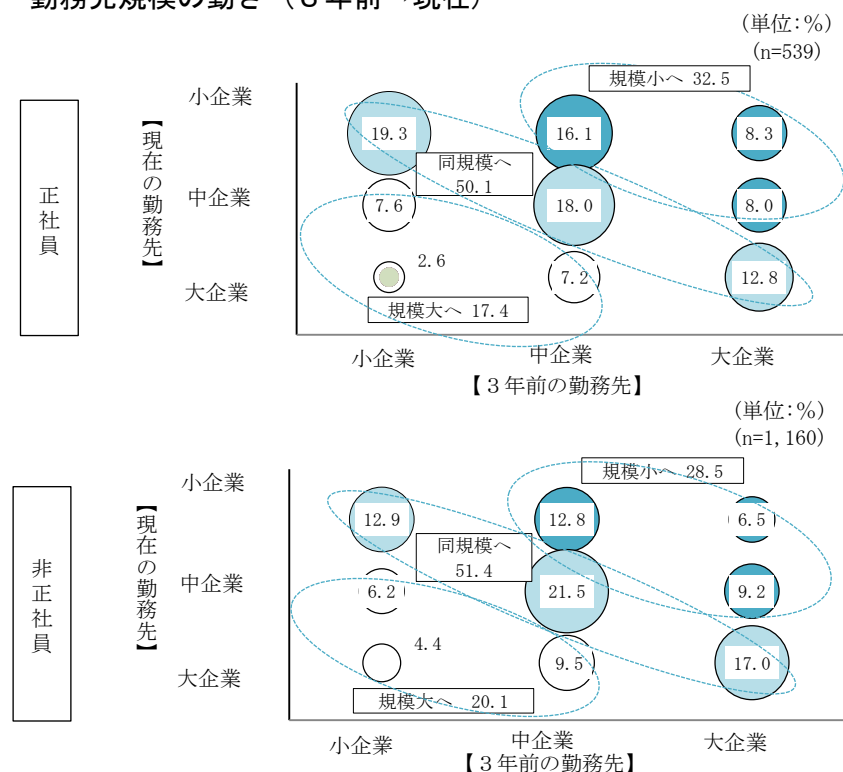 (単位:%)
(n=539)
規模小へ 32.5
小企業
19.3
16.1
8.3
【現在の勤務先】
同規模へ
50.1
正社員
中企業
7.6
18.0
8.0
2.6
大企業
7.2
12.8
規模大へ 17.4
小企業
中企業
大企業
【3年前の勤務先】
(単位:%)
(n=1,160)
規模小へ 28.5
小企業
12.9
12.8
6.5
【現在の勤務先】
同規模へ
51.4
非正社員
中企業
6.2
21.5
9.2
4.4
大企業
9.5
17.0
規模大へ 20.1
小企業
中企業
大企業
【3年前の勤務先】